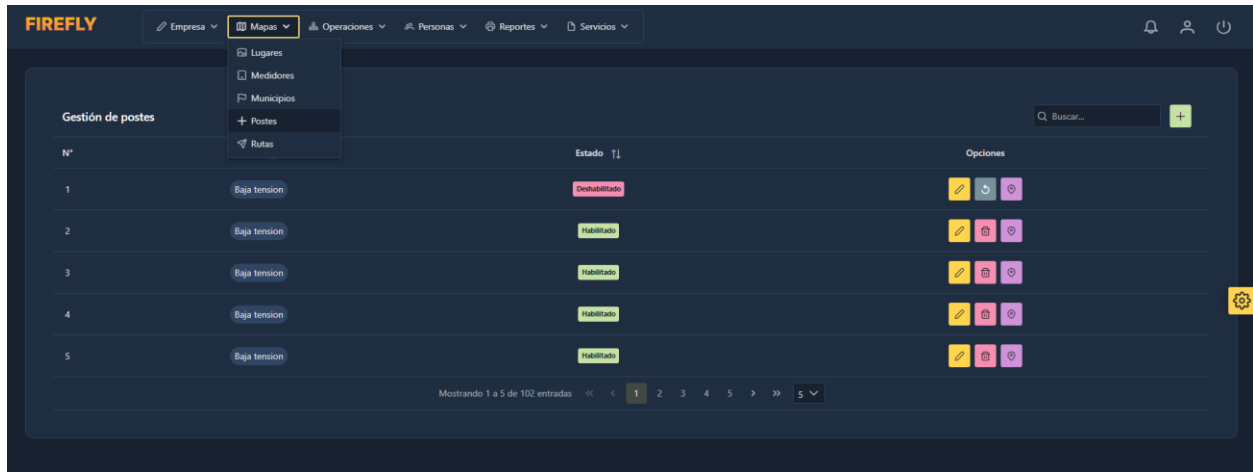 FIREFLY Empresa Mapas Operaciones Personas Reportes Servicios
Lugares
Medidores
Municipios
Postes
Rutas
Gestión de postes Buscar...
N° Estado Opciones
1 Baja tension Deshabilitado
2 Baja tension Habilitado
3 Baja tension Habilitado
4 Baja tension Habilitado
5 Baja tension Habilitado
Mostrando 1 a 5 de 102 entradas << < 1 2 3 4 5 > >> 5